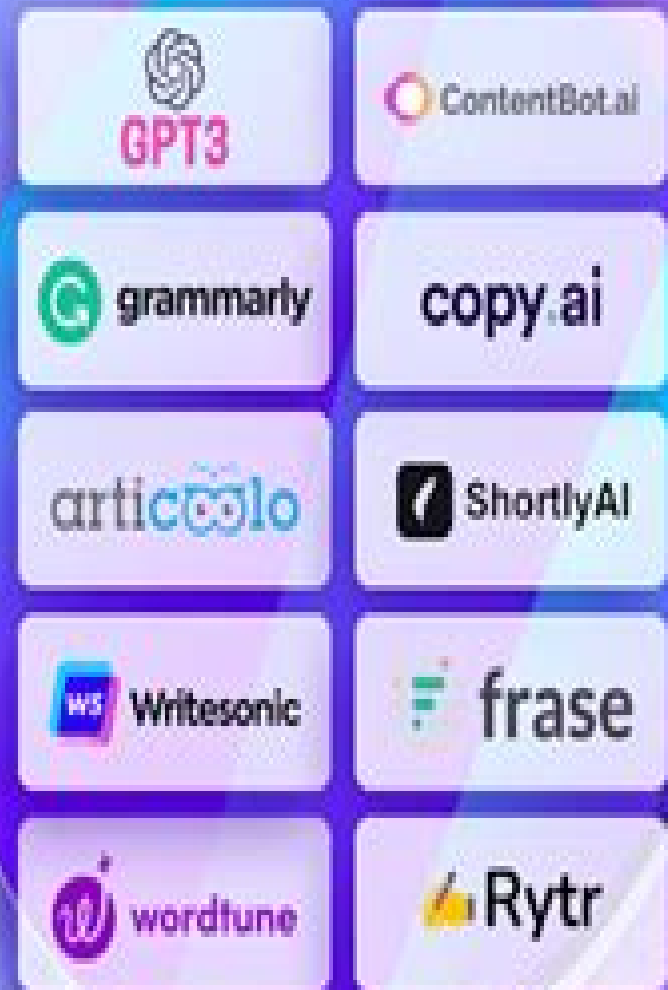 GPT3
ContentBot.ai
grammarly
copy.ai
articoolo
ShortlyAI
WS Writesonic
frase
wordtune
Rytr